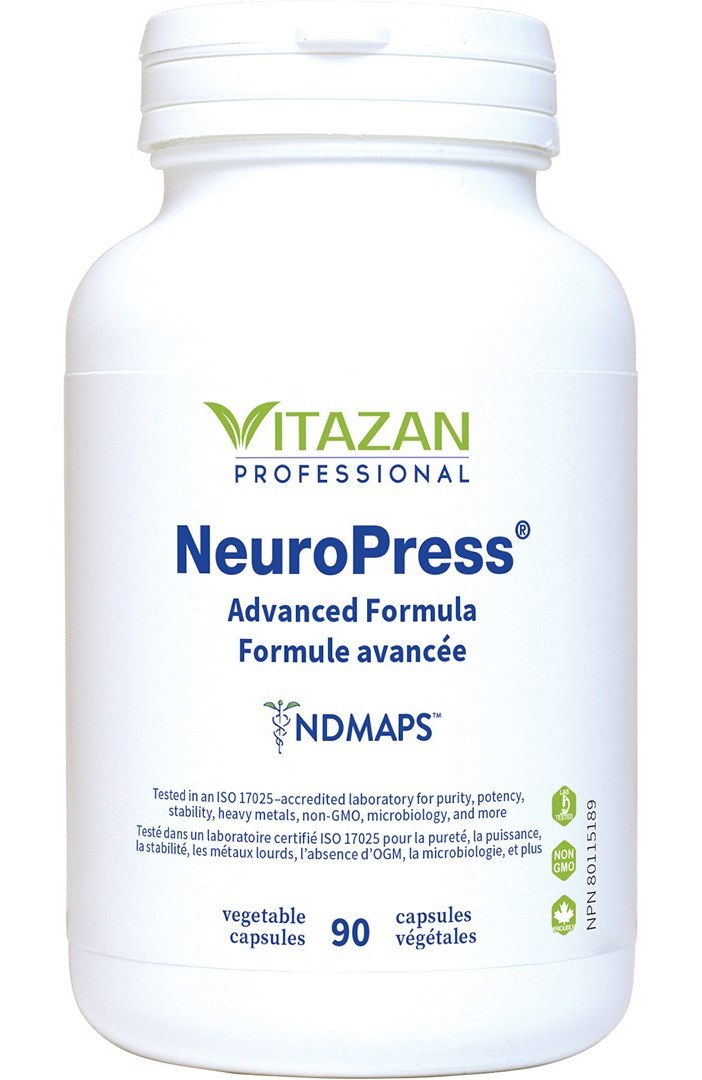 VITAZAN
PROFESSIONAL
NeuroPress®
Advanced Formula
Formule avancée
NDMAPS™
Tested in an ISO 17025–accredited laboratory for purity, potency,
stability, heavy metals, non-GMO, microbiology, and more
Testé dans un laboratoire certifié ISO 17025 pour la pureté, la puissance,
la stabilité, les métaux lourds, l'absence d'OGM, la microbiologie, et plus
LAB
TESTED
NON
GMO
PROUDLY
NPN 80115189
vegetable
capsules
90
capsules
végétales